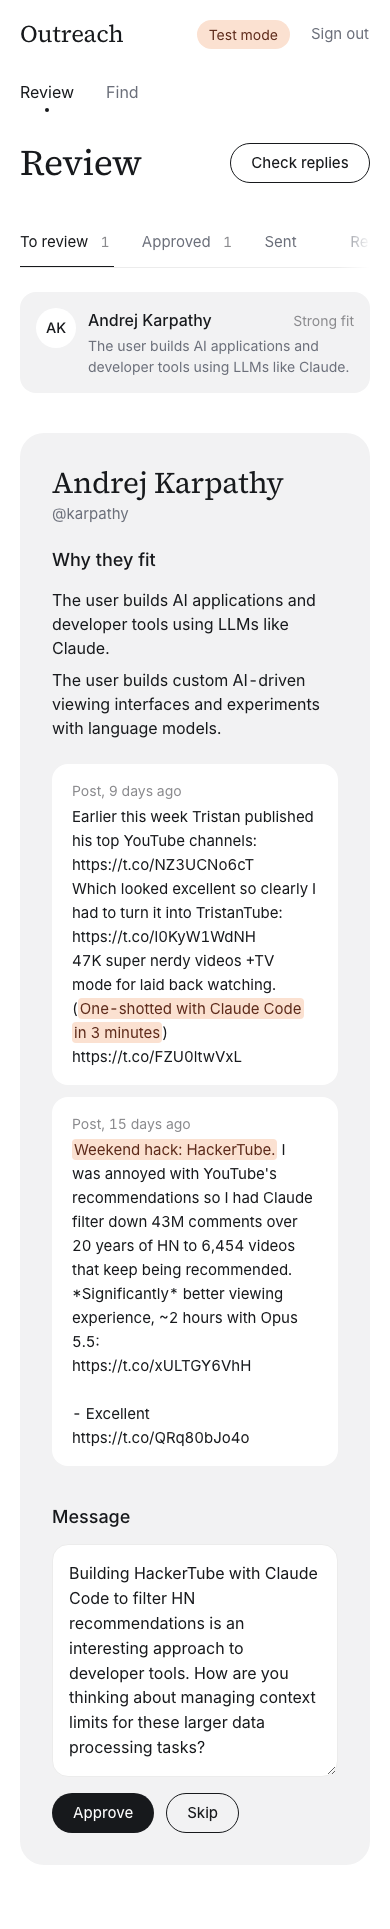 Outreach
Test mode
Sign out
Review
Find
Review
Check replies
To review 1
Approved 1
Sent
AK
Andrej Karpathy
Strong fit
The user builds AI applications and
developer tools using LLMs like Claude.
Andrej Karpathy
@karpathy
Why they fit
The user builds AI applications and
developer tools using LLMs like
Claude.
The user builds custom AI-driven
viewing interfaces and experiments
with language models.
Post, 9 days ago
Earlier this week Tristan published
his top YouTube channels:
https://t.co/NZ3UCNo6cT
Which looked excellent so clearly I
had to turn it into TristanTube:
https://t.co/I0KyW1WdNH
47K super nerdy videos +TV
mode for laid back watching.
(One-shotted with Claude Code
in 3 minutes)
https://t.co/FZU0ItwVxL
Post, 15 days ago
Weekend hack: HackerTube. I
was annoyed with YouTube's
recommendations so I had Claude
filter down 43M comments over
20 years of HN to 6,454 videos
that keep being recommended.
*Significantly* better viewing
experience, ~2 hours with Opus
5.5:
https://t.co/xULTGY6VhH
- Excellent
https://t.co/QRq80bJo4o
Message
Building HackerTube with Claude
Code to filter HN
recommendations is an
interesting approach to
developer tools. How are you
thinking about managing context
limits for these larger data
processing tasks?
Approve
Skip